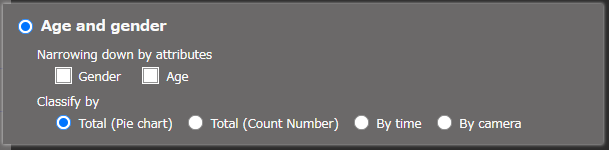 Age and gender
Narrowing down by attributes
Gender Age
Classify by
Total (Pie chart) Total (Count Number) By time By camera